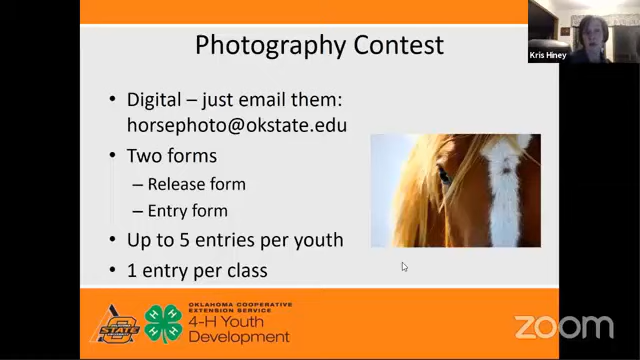 Photography Contest
Kris Hiney
• Digital – just email them:
horsephoto@okstate.edu
• Two forms
– Release form
– Entry form
• Up to 5 entries per youth
• 1 entry per class
STATE
H H
H H
OKLAHOMA COOPERATIVE
EXTENSION SERVICE
4-H Youth
Development
zoom